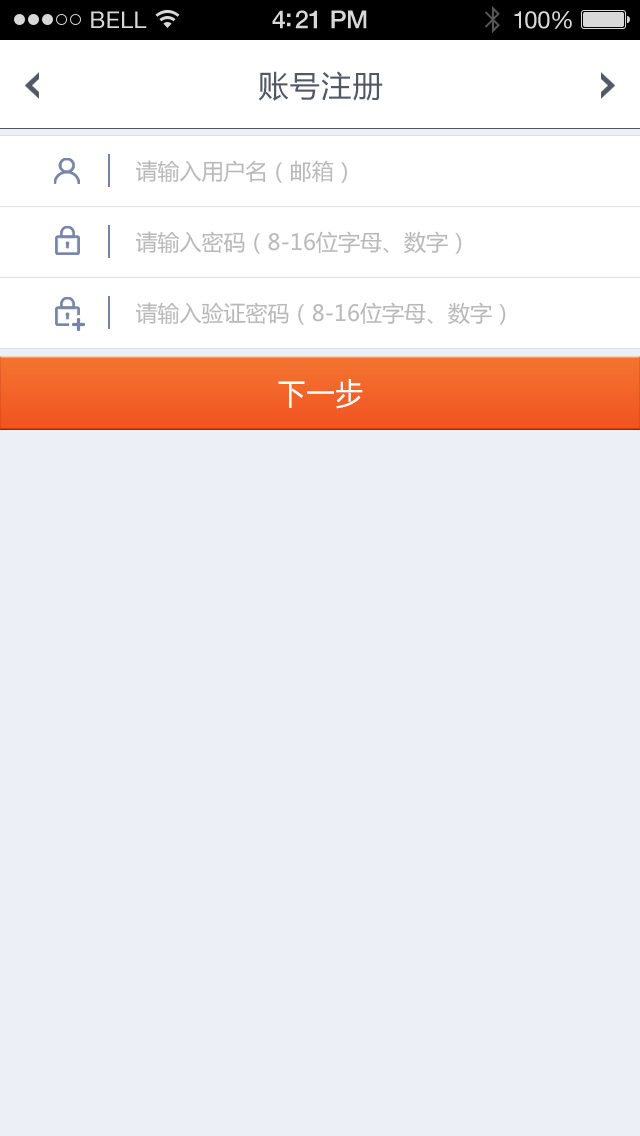 BELL 4:21 PM 100%
账号注册
请输入用户名（邮箱）
请输入密码（8-16位字母、数字）
请输入验证密码（8-16位字母、数字）
下一步